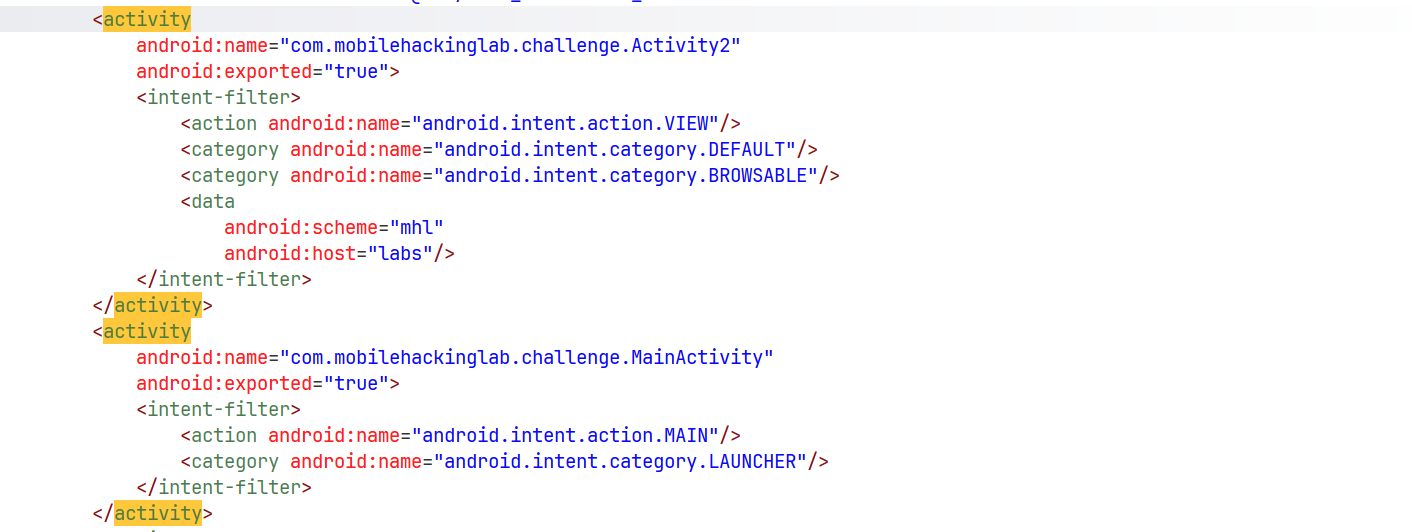 <activity
android:name="com.mobilehackinglab.challenge.Activity2"
android:exported="true">
<intent-filter>
<action android:name="android.intent.action.VIEW"/>
<category android:name="android.intent.category.DEFAULT"/>
<category android:name="android.intent.category.BROWSABLE"/>
<data
android:scheme="mhl"
android:host="labs"/>
</intent-filter>
</activity>
<activity
android:name="com.mobilehackinglab.challenge.MainActivity"
android:exported="true">
<intent-filter>
<action android:name="android.intent.action.MAIN"/>
<category android:name="android.intent.category.LAUNCHER"/>
</intent-filter>
</activity>